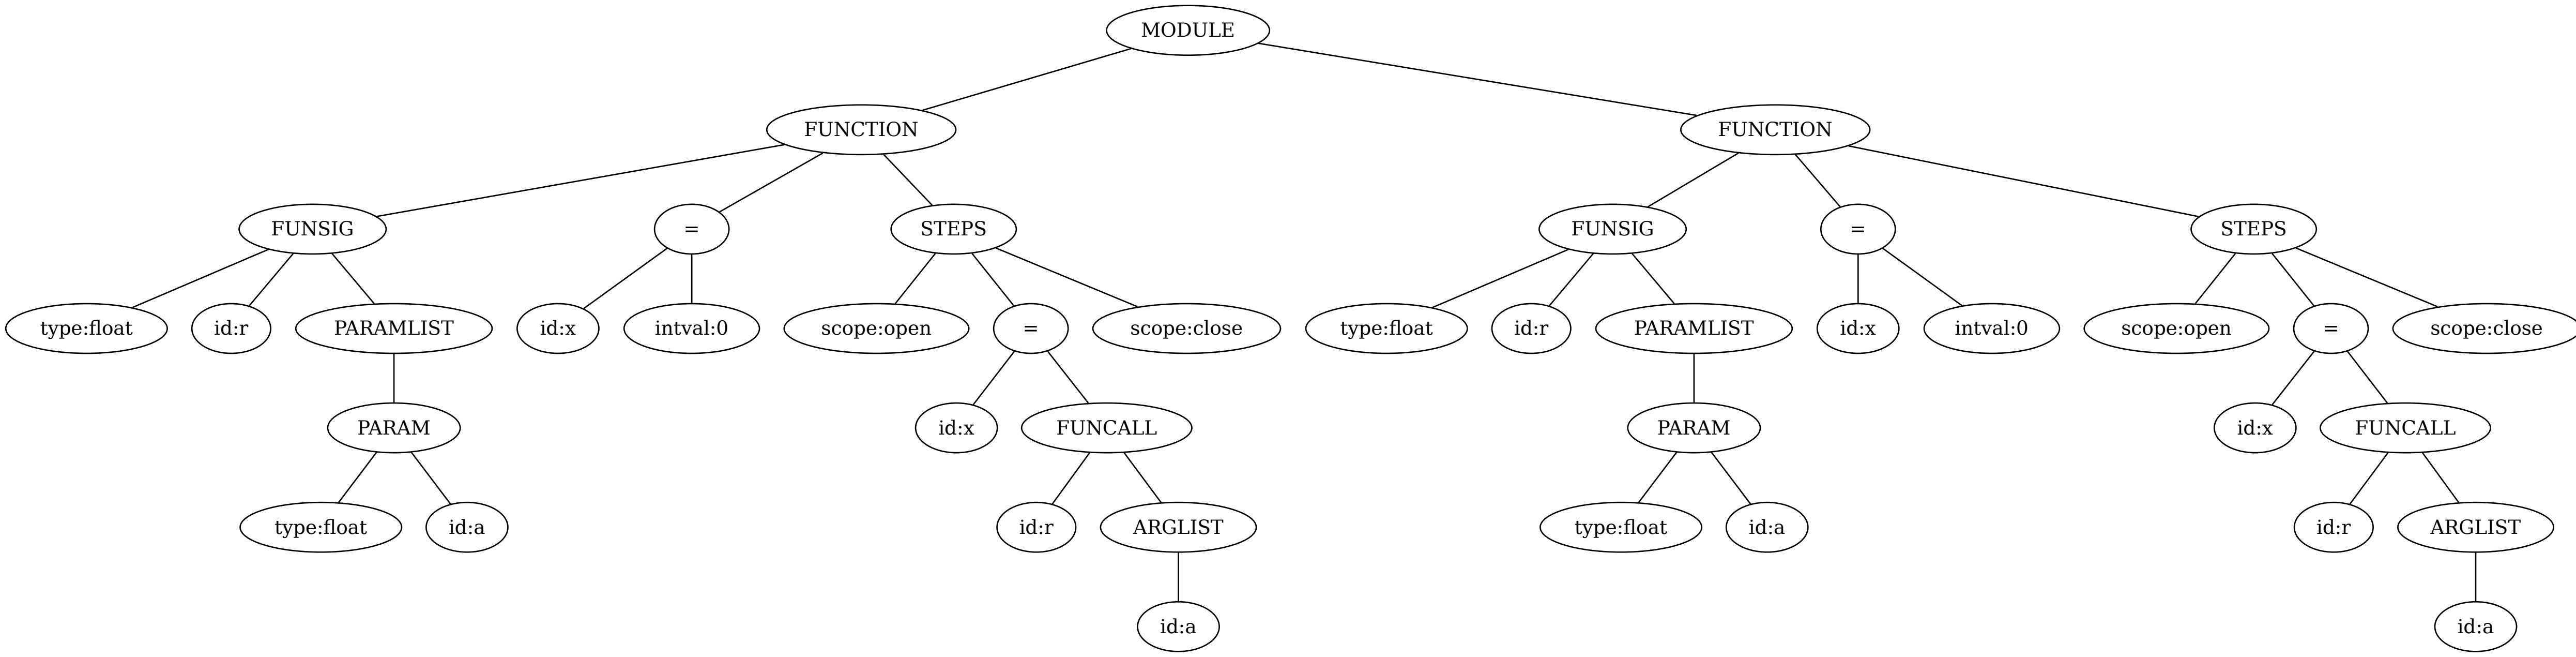 MODULE
FUNCTION
FUNCTION
FUNSIG
=
STEPS
FUNSIG
=
STEPS
type:float
id:r
PARAMLIST
id:x
intval:0
scope:open
=
scope:close
type:float
id:r
PARAMLIST
id:x
intval:0
scope:open
=
scope:close
PARAM
id:x
FUNCALL
PARAM
id:x
FUNCALL
type:float
id:a
id:r
ARGLIST
type:float
id:a
id:r
ARGLIST
id:a
id:a